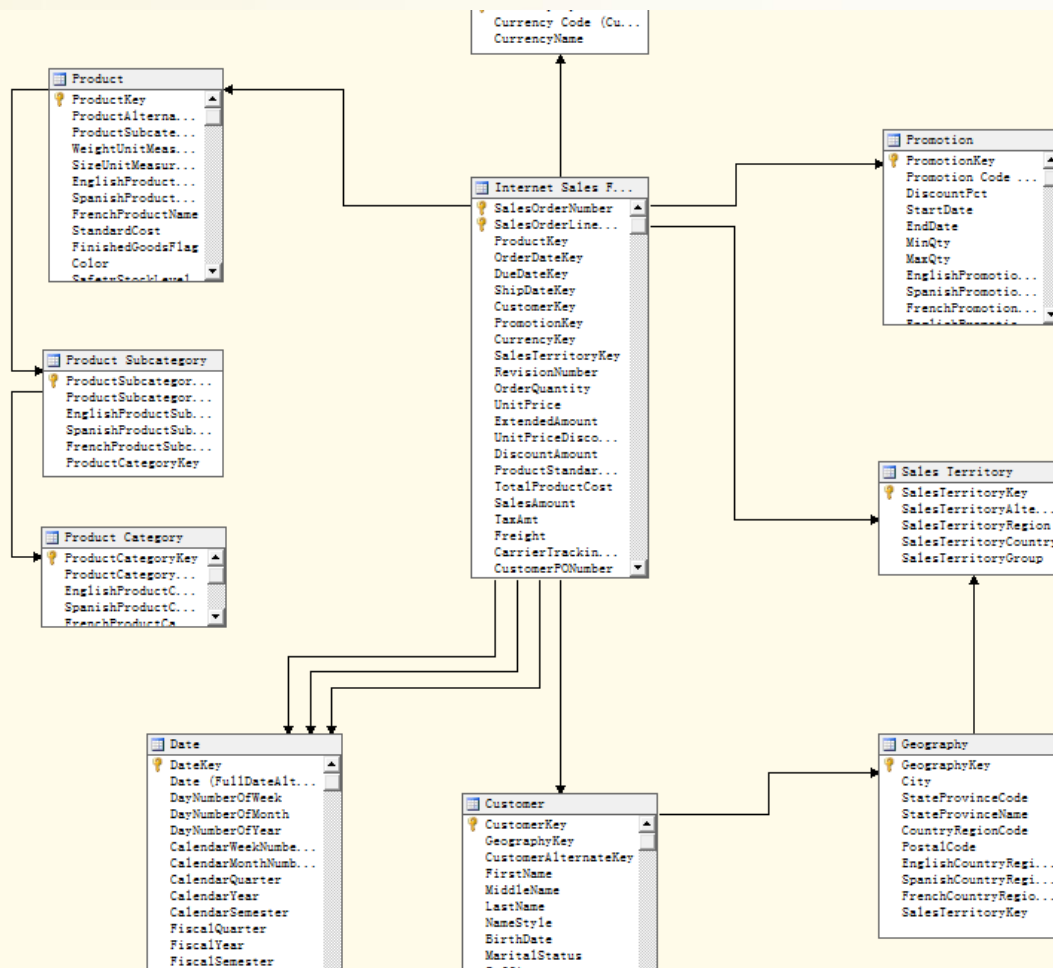 Currency Code (Cu...
CurrencyName
Product
ProductKey
ProductAlterna...
ProductSubcate...
WeightUnitMeas...
SizeUnitMeasur...
EnglishProduct...
SpanishProduct...
FrenchProductName
StandardCost
FinishedGoodsFlag
Color
SafetyStockLevel
Internet Sales F...
SalesOrderNumber
SalesOrderLine...
ProductKey
OrderDateKey
DueDateKey
ShipDateKey
CustomerKey
PromotionKey
CurrencyKey
SalesTerritoryKey
RevisionNumber
OrderQuantity
UnitPrice
ExtendedAmount
UnitPriceDisco...
DiscountAmount
ProductStandar...
TotalProductCost
SalesAmount
TaxAmt
Freight
CarrierTrackin...
CustomerPONumber
Promotion
PromotionKey
Promotion Code ...
DiscountPct
StartDate
EndDate
MinQty
MaxQty
EnglishPromotio...
SpanishPromotio...
FrenchPromotion...
EnglishPromotio...
Product Subcategory
ProductSubcategor...
ProductSubcategor...
EnglishProductSub...
SpanishProductSub...
FrenchProductSubc...
ProductCategoryKey
Sales Territory
SalesTerritoryKey
SalesTerritoryAlte...
SalesTerritoryRegion
SalesTerritoryCountry
SalesTerritoryGroup
Product Category
ProductCategoryKey
ProductCategory...
EnglishProductC...
SpanishProductC...
FrenchProductCa
Date
DateKey
Date (FullDateAlt...
DayNumberOfWeek
DayNumberOfMonth
DayNumberOfYear
CalendarWeekNumbe...
CalendarMonthNumb...
CalendarQuarter
CalendarYear
CalendarSemester
FiscalQuarter
FiscalYear
FiscalSemester
Customer
CustomerKey
GeographyKey
CustomerAlternateKey
FirstName
MiddleName
LastName
NameStyle
BirthDate
MaritalStatus
Geography
GeographyKey
City
StateProvinceCode
StateProvinceName
CountryRegionCode
PostalCode
EnglishCountryRegi...
SpanishCountryRegi...
FrenchCountryRegio...
SalesTerritoryKey